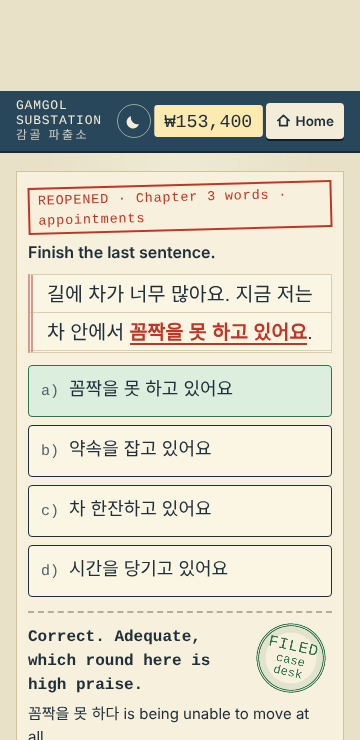 GAMGOL
SUBSTATION
감골 파출소
₩153,400
Home
REOPENED · Chapter 3 words ·
appointments
Finish the last sentence.
길에 차가 너무 많아요. 지금 저는
차 안에서 꼼짝을 못 하고 있어요.
a) 꼼짝을 못 하고 있어요
b) 약속을 잡고 있어요
c) 차 한잔하고 있어요
d) 시간을 당기고 있어요
Correct. Adequate,
which round here is
high praise.
FILED
case
desk
꼼짝을 못 하다 is being unable to move at
all